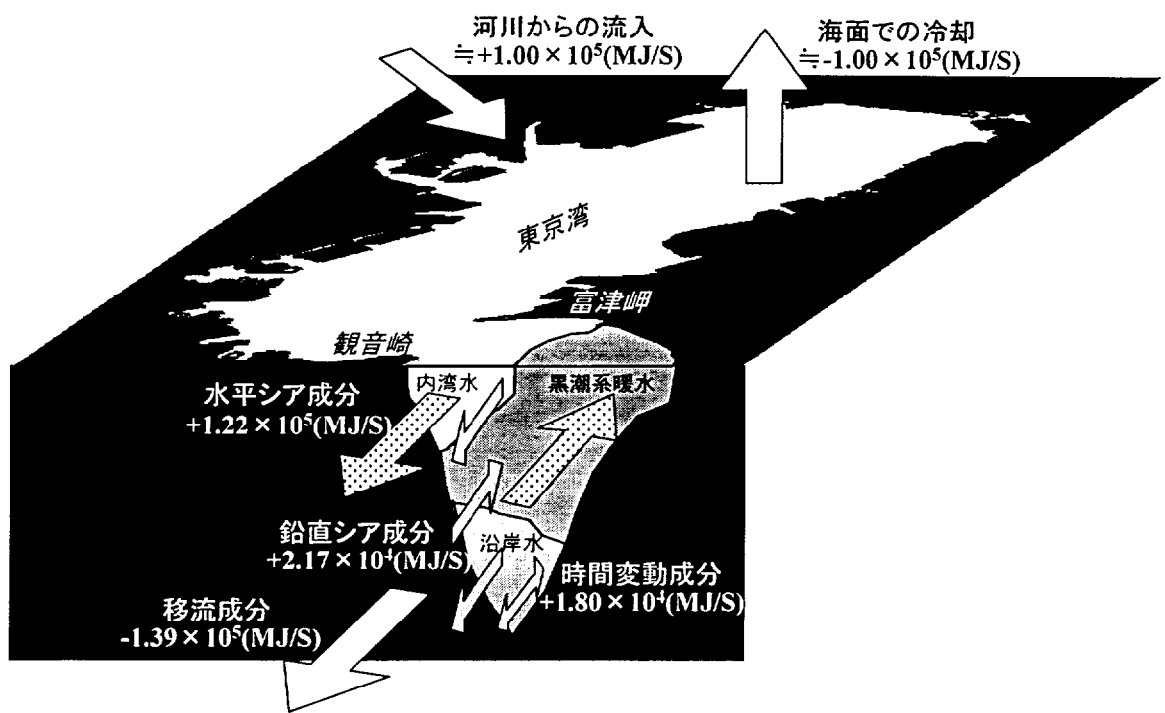 河川からの流入
≒+1.00×10⁵(MJ/S)
海面での冷却
≒-1.00×10⁵(MJ/S)
東京湾
富津岬
観音崎
内湾水
黒潮系暖水
水平シア成分
+1.22×10⁵(MJ/S)
鉛直シア成分
+2.17×10⁴(MJ/S)
沿岸水
時間変動成分
+1.80×10⁴(MJ/S)
移流成分
-1.39×10⁵(MJ/S)